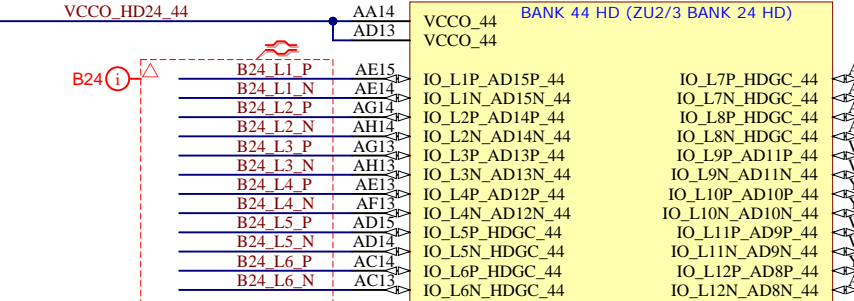 VCCO_HD24_44 AA14 VCCO_44 BANK 44 HD (ZU2/3 BANK 24 HD)
AD13 VCCO_44
B24 i
B24_L1_P AE15 IO_L1P_AD15P_44 IO_L7P_HDGC_44
B24_L1_N AE14 IO_L1N_AD15N_44 IO_L7N_HDGC_44
B24_L2_P AG14 IO_L2P_AD14P_44 IO_L8P_HDGC_44
B24_L2_N AH14 IO_L2N_AD14N_44 IO_L8N_HDGC_44
B24_L3_P AG13 IO_L3P_AD13P_44 IO_L9P_AD11P_44
B24_L3_N AH13 IO_L3N_AD13N_44 IO_L9N_AD11N_44
B24_L4_P AE13 IO_L4P_AD12P_44 IO_L10P_AD10P_44
B24_L4_N AF13 IO_L4N_AD12N_44 IO_L10N_AD10N_44
B24_L5_P AD15 IO_L5P_HDGC_44 IO_L11P_AD9P_44
B24_L5_N AD14 IO_L5N_HDGC_44 IO_L11N_AD9N_44
B24_L6_P AC14 IO_L6P_HDGC_44 IO_L12P_AD8P_44
B24_L6_N AC13 IO_L6N_HDGC_44 IO_L12N_AD8N_44